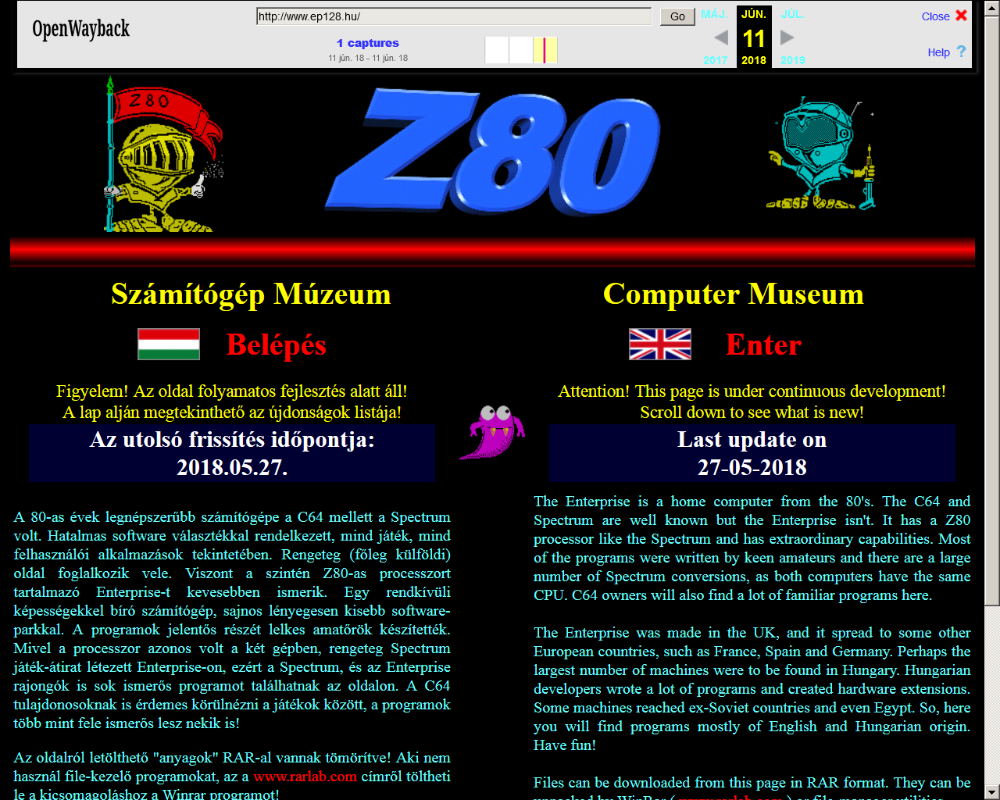 OpenWayback
http://www.ep128.hu/
Go
MÁJ.
JÚN.
JÚL.
Close
1 captures
11
11 jún. 18 - 11 jún. 18
Help
2017
2018
2019
Z80
Z80
Számítógép Múzeum
Belépés
Figyelem! Az oldal folyamatos fejlesztés alatt áll!
A lap alján megtekinthető az újdonságok listája!
Az utolsó frissítés időpontja:
2018.05.27.
A 80-as évek legnépszerűbb számítógépe a C64 mellett a Spectrum
volt. Hatalmas software választékkal rendelkezett, mind játék, mind
felhasználói alkalmazások tekintetében. Rengeteg (főleg külföldi)
oldal foglalkozik vele. Viszont a szintén Z80-as processzort
tartalmazó Enterprise-t kevesebben ismerik. Egy rendkívüli
képességekkel bíró számítógép, sajnos lényegesen kisebb software-
parkkal. A programok jelentős részét lelkes amatőrök készítették.
Mivel a processzor azonos volt a két gépben, rengeteg Spectrum
játék-átirat létezett Enterprise-on, ezért a Spectrum, és az Enterprise
rajongók is sok ismerős programot találhatnak az oldalon. A C64
tulajdonosoknak is érdemes körülnézni a játékok között, a programok
több mint fele ismerős lesz nekik is!
Az oldalról letölthető "anyagok" RAR-al vannak tömörítve! Aki nem
használ file-kezelő programokat, az a www.rarlab.com címről töltheti
le a kicsomagoláshoz a Winrar programot!
Computer Museum
Enter
Attention! This page is under continuous development!
Scroll down to see what is new!
Last update on
27-05-2018
The Enterprise is a home computer from the 80's. The C64 and
Spectrum are well known but the Enterprise isn't. It has a Z80
processor like the Spectrum and has extraordinary capabilities. Most
of the programs were written by keen amateurs and there are a large
number of Spectrum conversions, as both computers have the same
CPU. C64 owners will also find a lot of familiar programs here.
The Enterprise was made in the UK, and it spread to some other
European countries, such as France, Spain and Germany. Perhaps the
largest number of machines were to be found in Hungary. Hungarian
developers wrote a lot of programs and created hardware extensions.
Some machines reached ex-Soviet countries and even Egypt. So, here
you will find programs mostly of English and Hungarian origin.
Have fun!
Files can be downloaded from this page in RAR format. They can be
unpacked by WinRar ( www.rarlab.com ) or file-manager utilities.